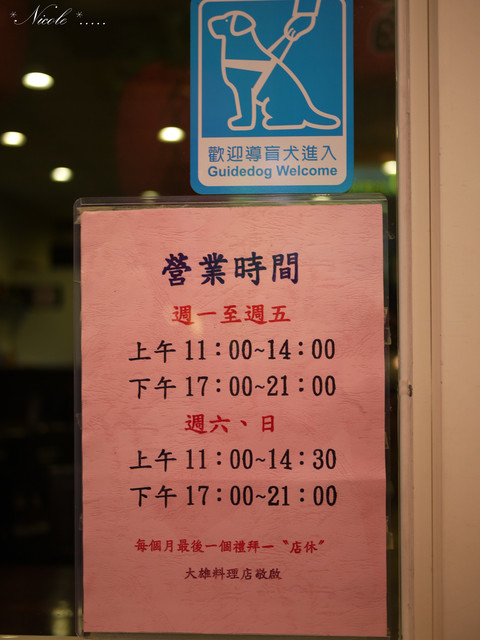 *Nicole*.....
歡迎導盲犬進入
Guidedog Welcome
營業時間
週一至週五
上午 11：00~14：00
下午 17：00~21：00
週六、日
上午 11：00~14：30
下午 17：00~21：00
每個月最後一個禮拜一〝店休〞
大雄料理店敬啟